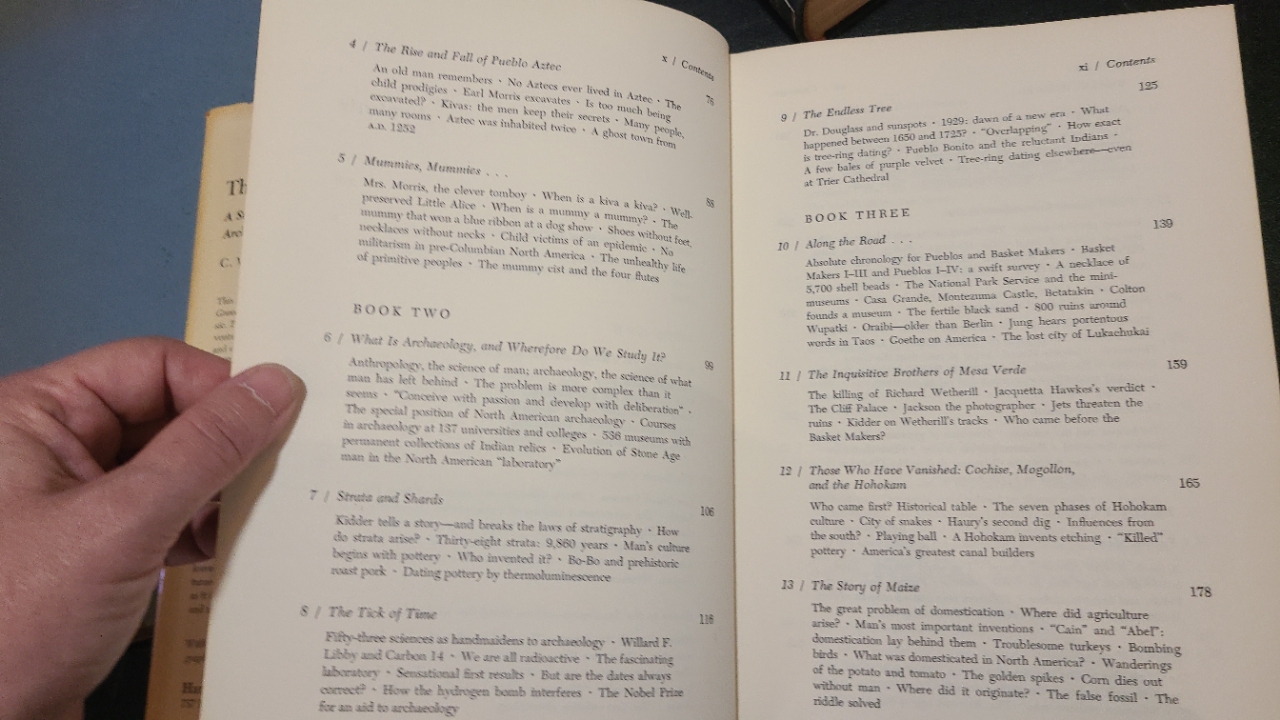 x / Contents
4 / The Rise and Fall of Pueblo Aztec
76
An old man remembers · No Aztecs ever lived in Aztec · The
child prodigies · Earl Morris excavates · Is too much being
excavated? · Kivas: the men keep their secrets · Many people,
many rooms · Aztec was inhabited twice · A ghost town from
A.D. 1252
5 / Mummies, Mummies . . .
88
Mrs. Morris, the clever tomboy · When is a kiva a kiva? · Well-
preserved Little Alice · When is a mummy a mummy? · The
mummy that won a blue ribbon at a dog show · Shoes without feet,
necklaces without necks · Child victims of an epidemic · No
militarism in pre-Columbian North America · The unhealthy life
of primitive peoples · The mummy cist and the four flutes
BOOK TWO
6 / What Is Archaeology, and Wherefore Do We Study It?
99
Anthropology, the science of man; archaeology, the science of what
man has left behind · The problem is more complex than it
seems · "Conceive with passion and develop with deliberation" ·
The special position of North American archaeology · Courses
in archaeology at 137 universities and colleges · 536 museums with
permanent collections of Indian relics · Evolution of Stone Age
man in the North American "laboratory"
7 / Strata and Shards
106
Kidder tells a story—and breaks the laws of stratigraphy · How
do strata arise? · Thirty-eight strata: 9,860 years · Man's culture
begins with pottery · Who invented it? · Bo-Bo and prehistoric
roast pork · Dating pottery by thermoluminescence
8 / The Tick of Time
116
Fifty-three sciences as handmaidens to archaeology · Willard F.
Libby and Carbon 14 · We are all radioactive · The fascinating
laboratory · Sensational first results · But are the dates always
correct? · How the hydrogen bomb interferes · The Nobel Prize
for an aid to archaeology
xi / Contents
9 / The Endless Tree
125
Dr. Douglass and sunspots · 1929: dawn of a new era · What
happened between 1650 and 1725? · "Overlapping" · How exact
is tree-ring dating? · Pueblo Bonito and the reluctant Indians ·
A few bales of purple velvet · Tree-ring dating elsewhere—even
at Trier Cathedral
BOOK THREE
10 / Along the Road . . .
139
Absolute chronology for Pueblos and Basket Makers · Basket
Makers I–III and Pueblos I–IV: a swift survey · A necklace of
5,700 shell beads · The National Park Service and the mini-
museums · Casa Grande, Montezuma Castle, Betatakin · Colton
founds a museum · The fertile black sand · 800 ruins around
Wupatki · Oraibi—older than Berlin · Jung hears portentous
words in Taos · Goethe on America · The lost city of Lukachukai
11 / The Inquisitive Brothers of Mesa Verde
159
The killing of Richard Wetherill · Jacquetta Hawkes's verdict ·
The Cliff Palace · Jackson the photographer · Jets threaten the
ruins · Kidder on Wetherill's tracks · Who came before the
Basket Makers?
12 / Those Who Have Vanished: Cochise, Mogollon,
and the Hohokam
165
Who came first? Historical table · The seven phases of Hohokam
culture · City of snakes · Haury's second dig · Influences from
the south? · Playing ball · A Hohokam invents etching · "Killed"
pottery · America's greatest canal builders
13 / The Story of Maize
178
The great problem of domestication · Where did agriculture
arise? · Man's most important inventions · "Cain" and "Abel":
domestication lay behind them · Troublesome turkeys · Bombing
birds · What was domesticated in North America? · Wanderings
of the potato and tomato · The golden spikes · Corn dies out
without man · Where did it originate? · The false fossil · The
riddle solved